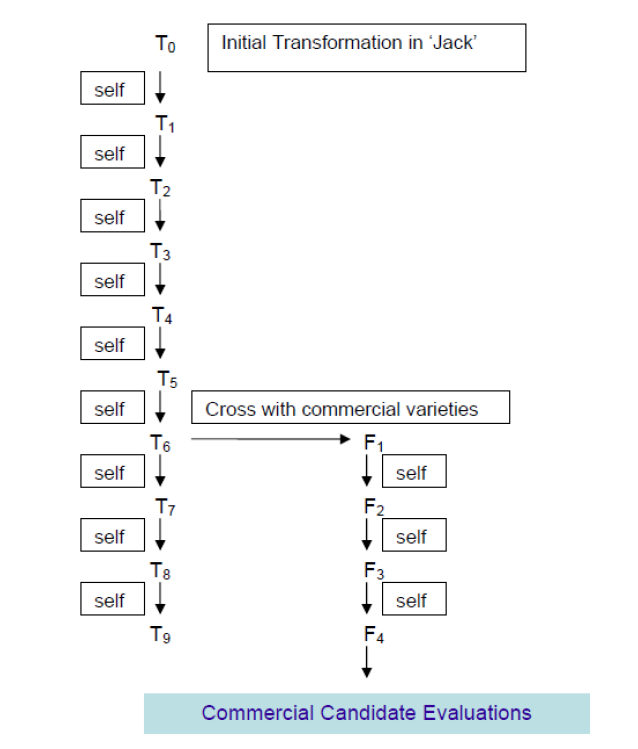 T₀ Initial Transformation in ‘Jack’
self
T₁
self
T₂
self
T₃
self
T₄
self
T₅
self Cross with commercial varieties
T₆ F₁
self self
T₇ F₂
self self
T₈ F₃
self self
T₉ F₄
Commercial Candidate Evaluations